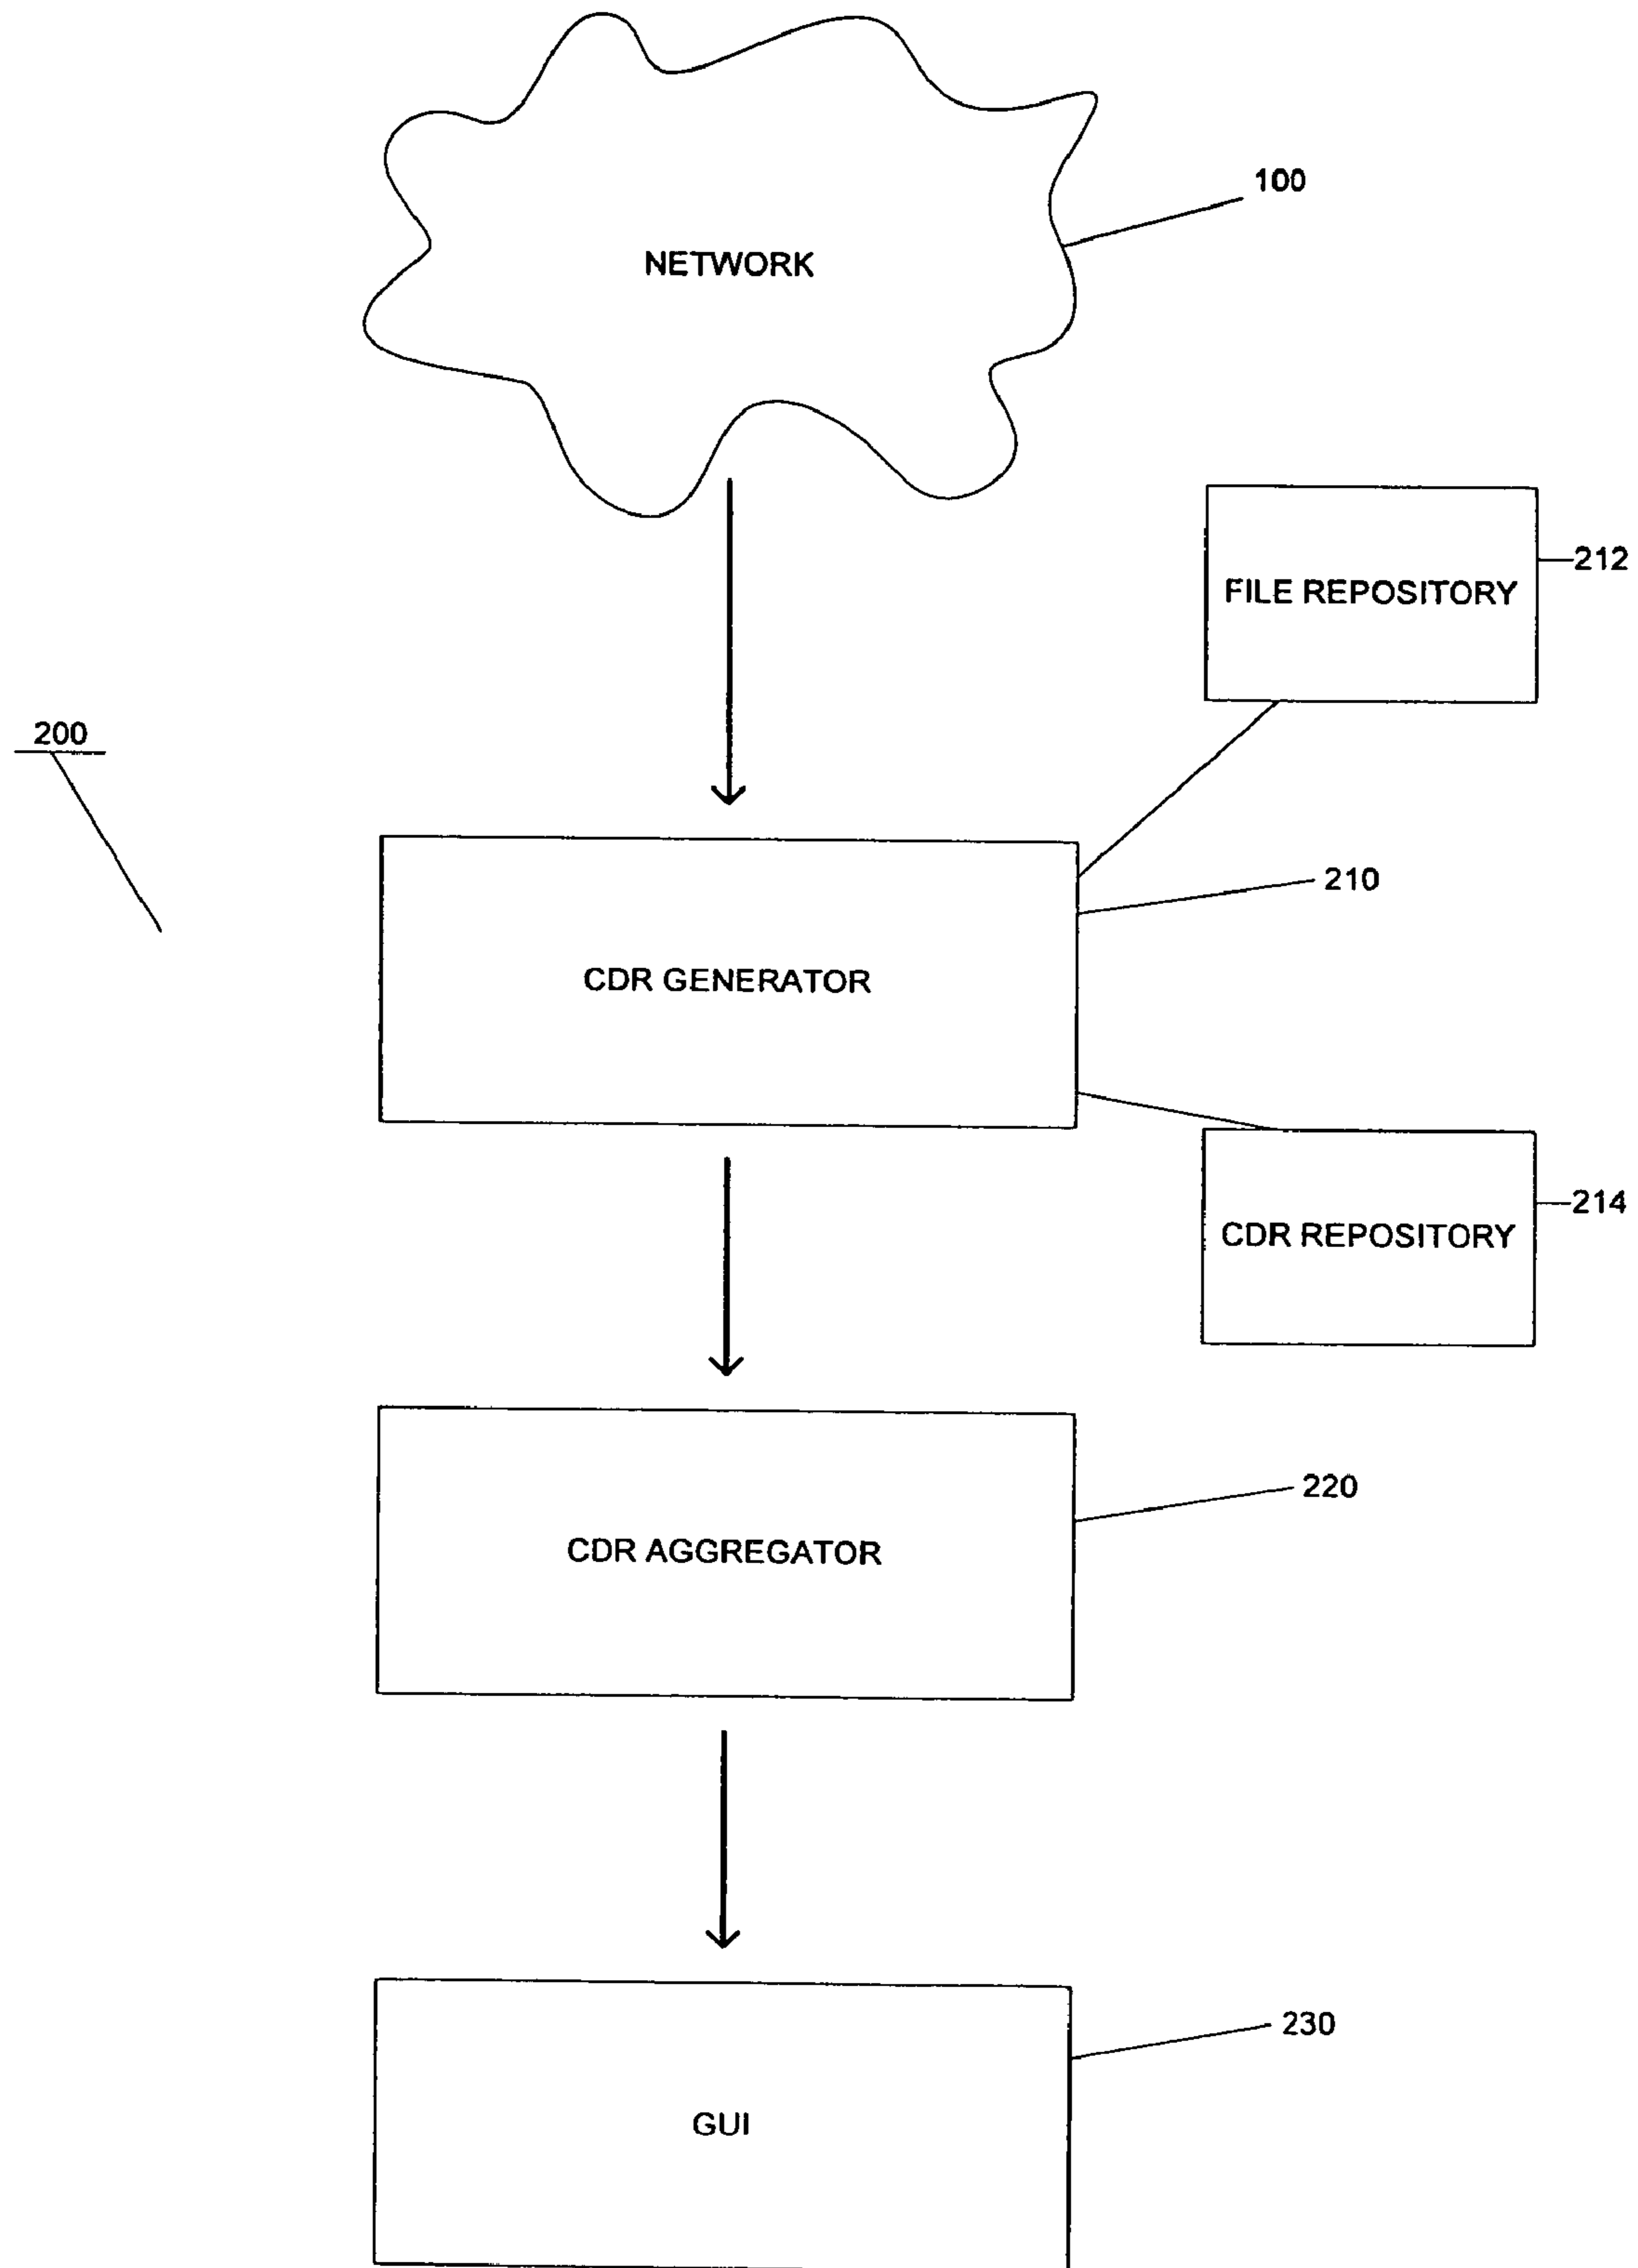 100
NETWORK
212
FILE REPOSITORY
200
210
CDR GENERATOR
214
CDR REPOSITORY
220
CDR AGGREGATOR
230
GUI